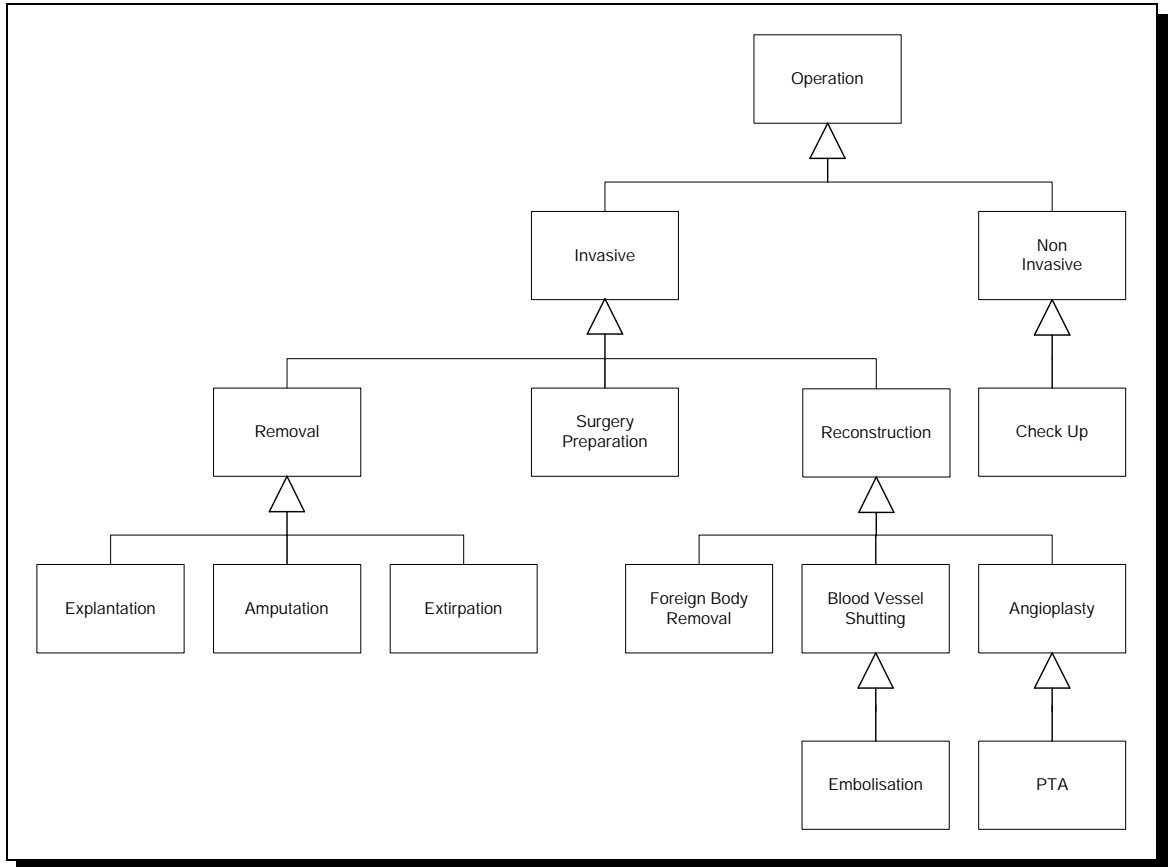 Operation
Invasive
Non
Invasive
Removal
Surgery
Preparation
Reconstruction
Check Up
Explantation
Amputation
Extirpation
Foreign Body
Removal
Blood Vessel
Shutting
Angioplasty
Embolisation
PTA